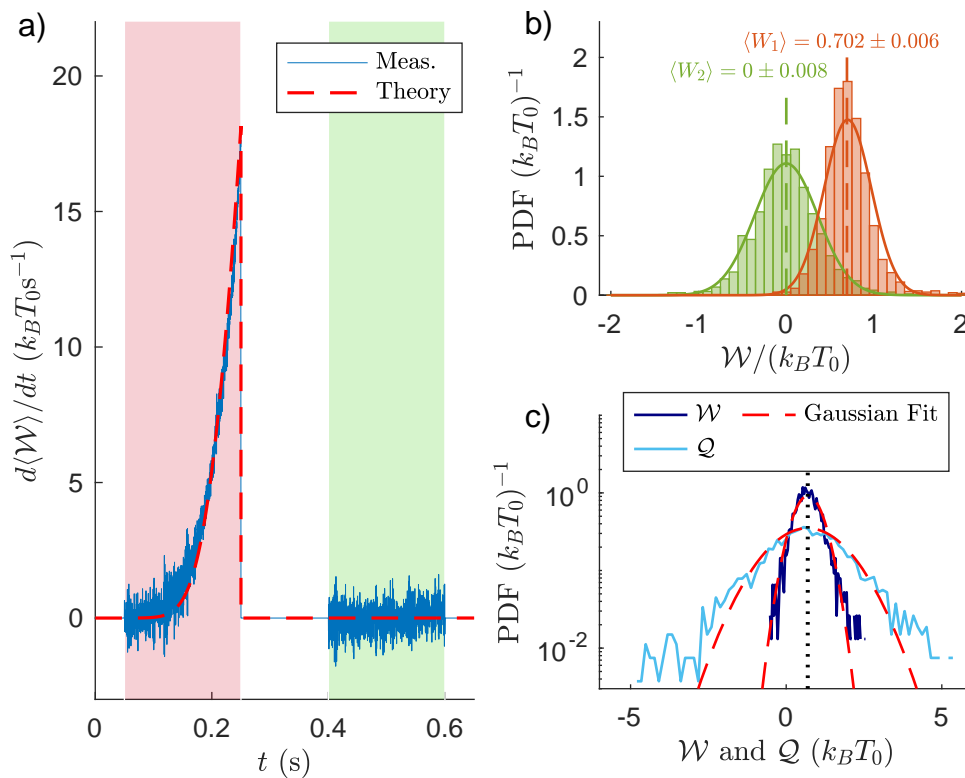 a)
20
15
10
5
0
0
0.2
0.4
0.6
d⟨𝒲⟩/dt (k_BT_0s^{−1})
t (s)
Meas.
Theory
b)
⟨W_1⟩ = 0.702 ± 0.006
⟨W_2⟩ = 0 ± 0.008
2
1.5
1
0.5
0
-2
-1
0
1
2
PDF (k_BT_0)^{−1}
𝒲/(k_BT_0)
c)
𝒲
Gaussian Fit
𝒬
10^0
10^{-2}
-5
0
5
PDF (k_BT_0)^{−1}
𝒲 and 𝒬 (k_BT_0)